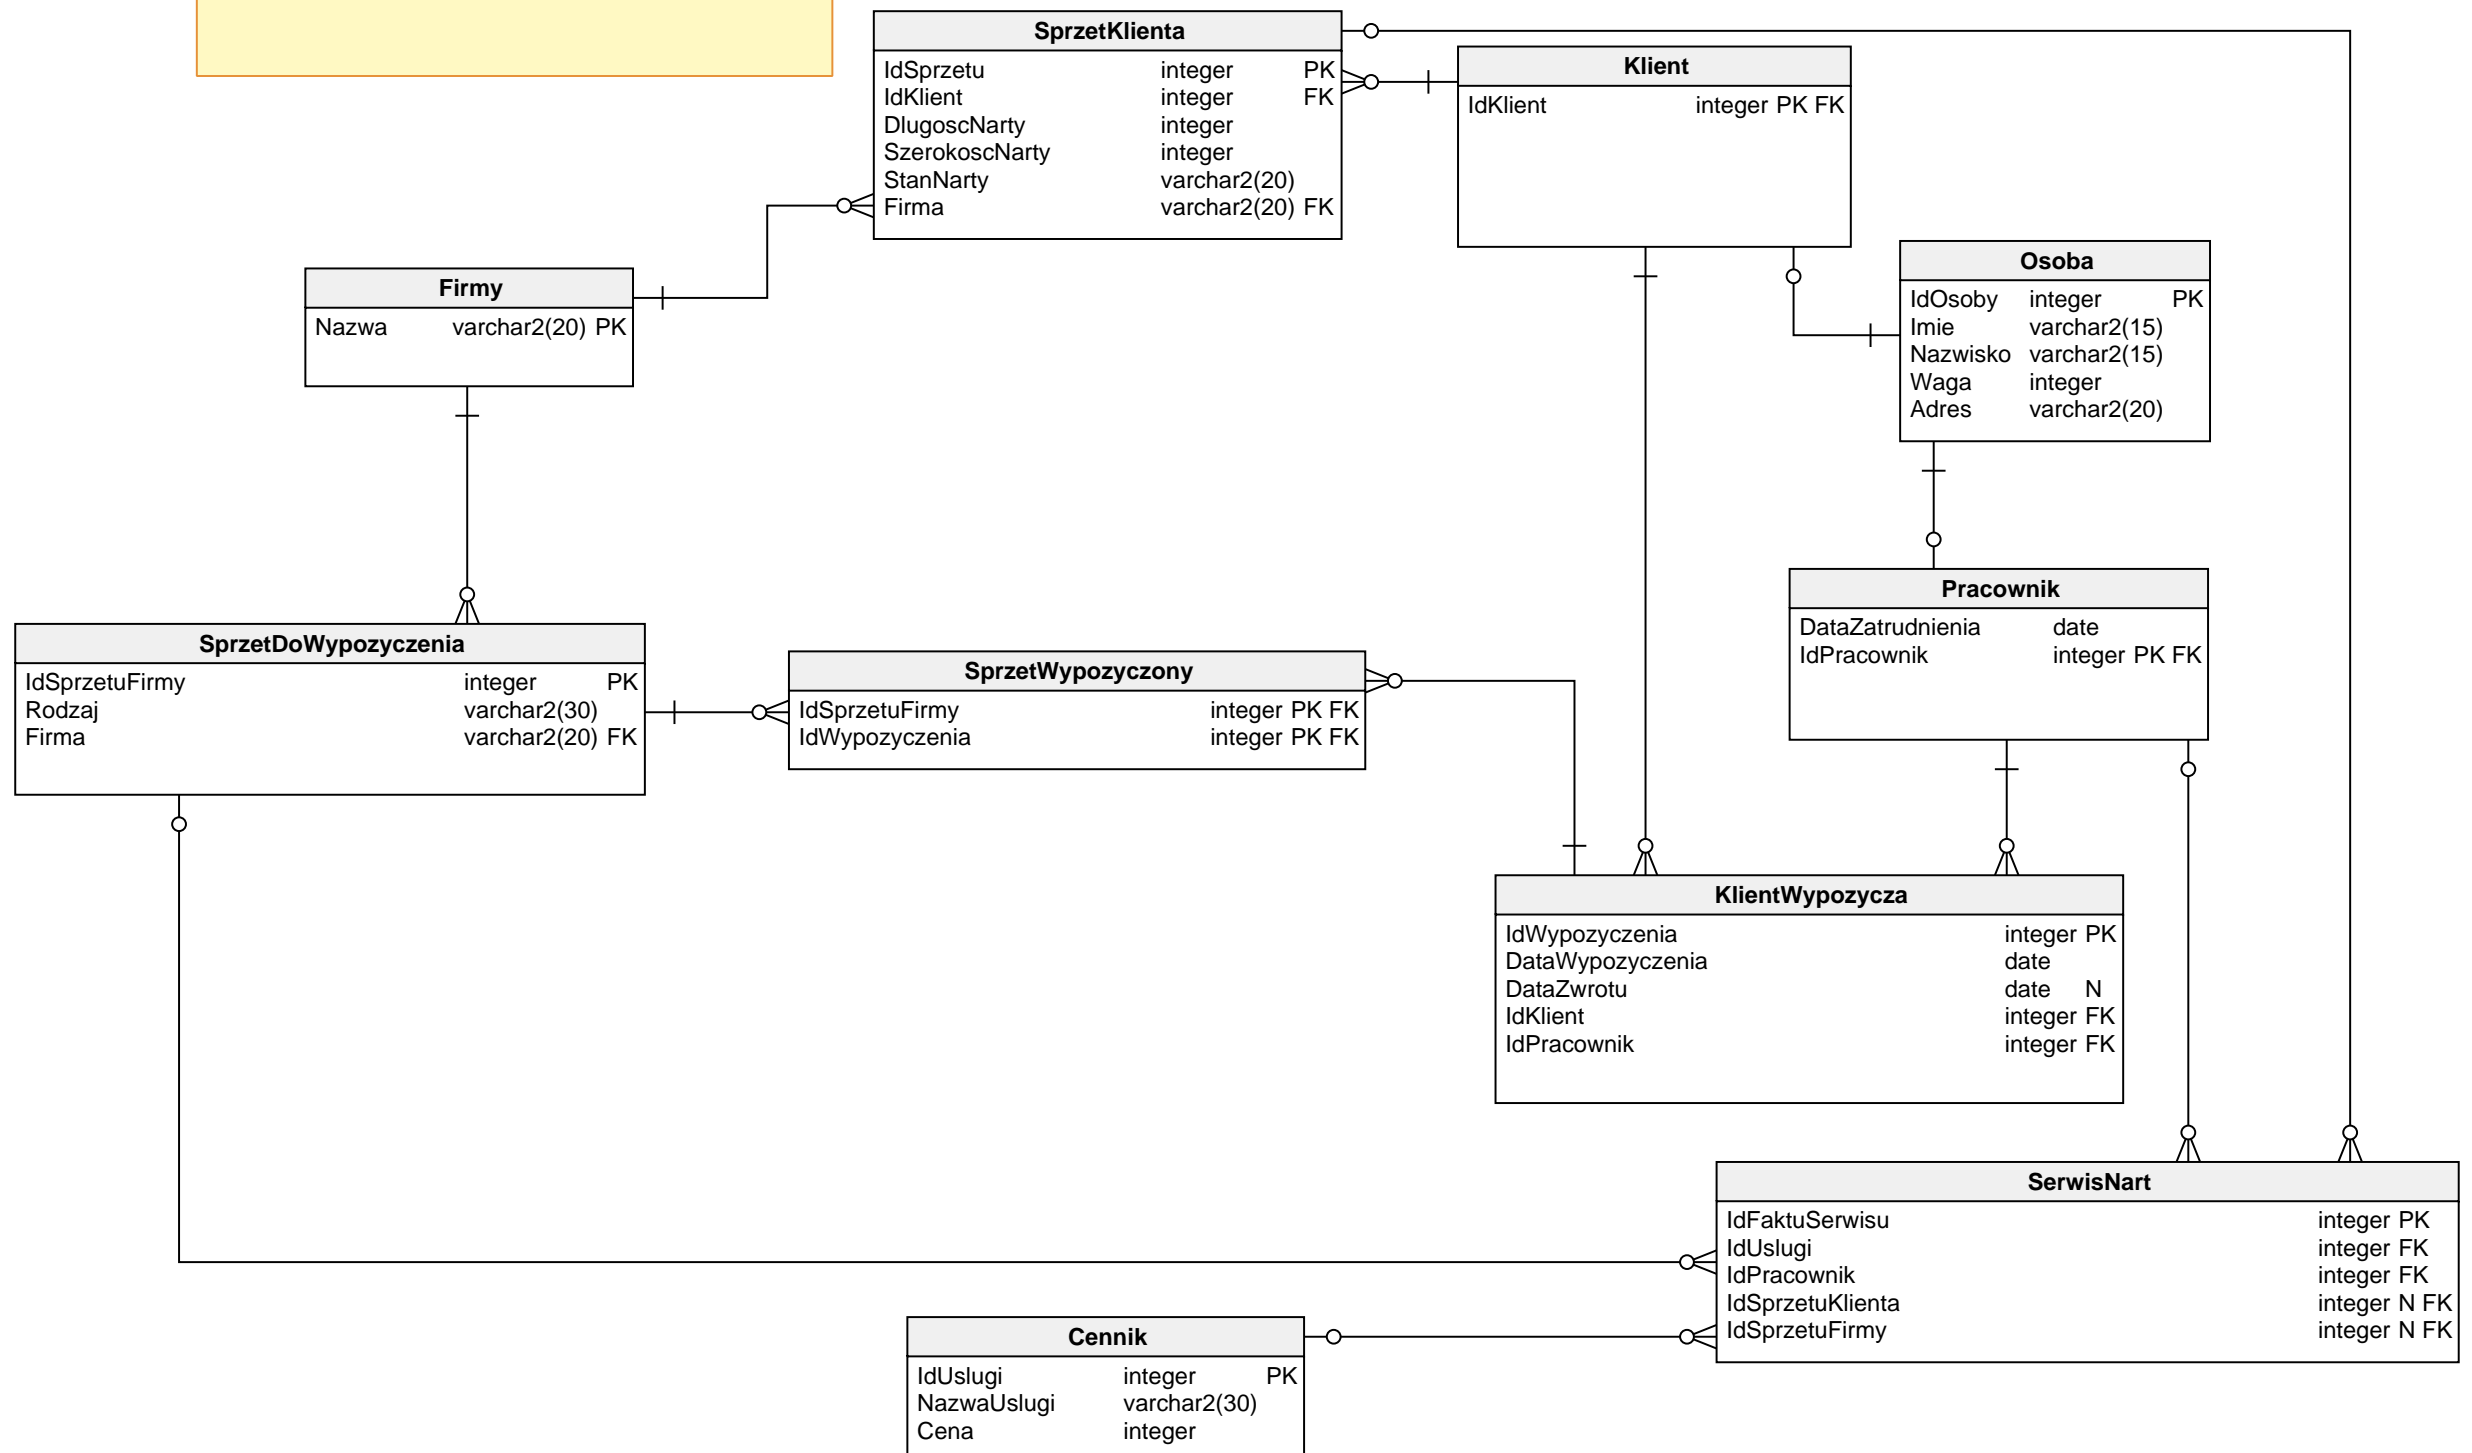 SprzetKlienta
IdSprzetu integer PK
IdKlient integer FK
DlugoscNarty integer
SzerokoscNarty integer
StanNarty varchar2(20)
Firma varchar2(20) FK
Klient
IdKlient integer PK FK
Osoba
IdOsoby integer PK
Imie varchar2(15)
Nazwisko varchar2(15)
Waga integer
Adres varchar2(20)
Firmy
Nazwa varchar2(20) PK
Pracownik
DataZatrudnienia date
IdPracownik integer PK FK
SprzetDoWypozyczenia
IdSprzetuFirmy integer PK
Rodzaj varchar2(30)
Firma varchar2(20) FK
SprzetWypozyczony
IdSprzetuFirmy integer PK FK
IdWypozyczenia integer PK FK
KlientWypozycza
IdWypozyczenia integer PK
DataWypozyczenia date
DataZwrotu date N
IdKlient integer FK
IdPracownik integer FK
SerwisNart
IdFaktuSerwisu integer PK
IdUslugi integer FK
IdPracownik integer FK
IdSprzetuKlienta integer N FK
IdSprzetuFirmy integer N FK
Cennik
IdUslugi integer PK
NazwaUslugi varchar2(30)
Cena integer